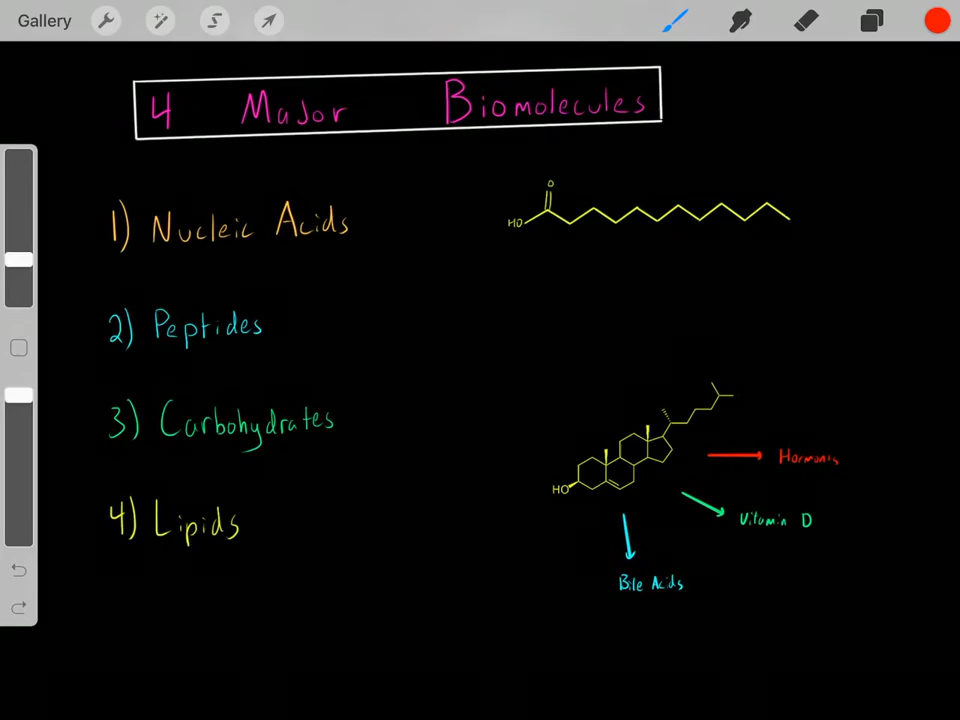 Gallery
4 Major Biomolecules
1) Nucleic Acids
O
HO
2) Peptides
3) Carbohydrates
Hormones
HO
4) Lipids
Vitamin D
Bile Acids